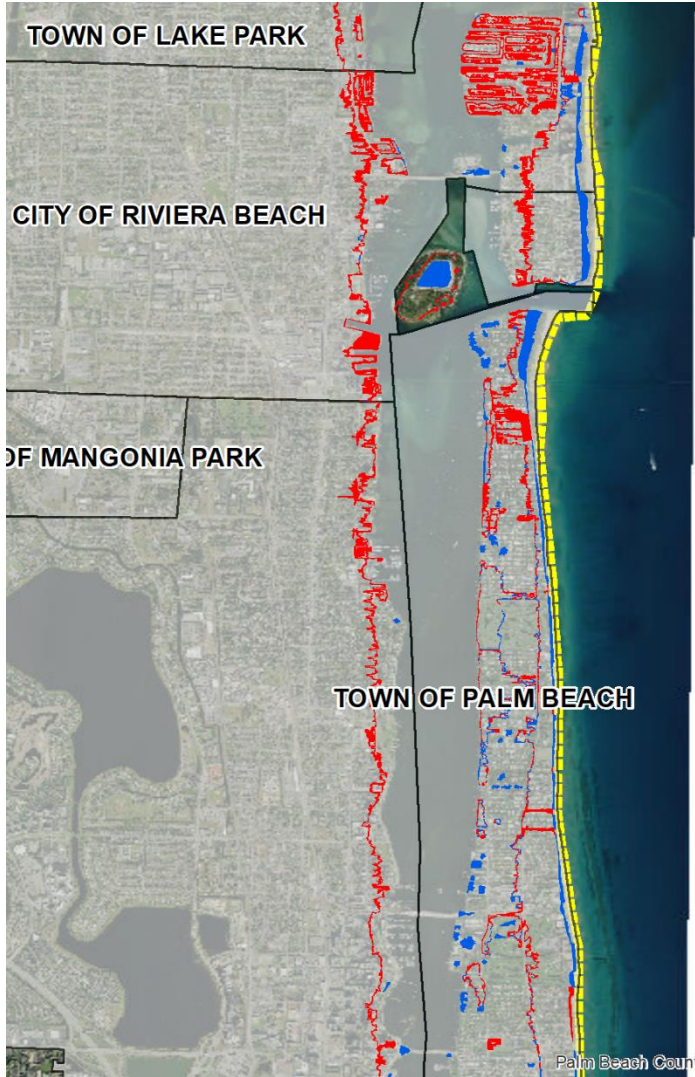 TOWN OF LAKE PARK
CITY OF RIVIERA BEACH
OF MANGONIA PARK
TOWN OF PALM BEACH
Palm Beach Coun